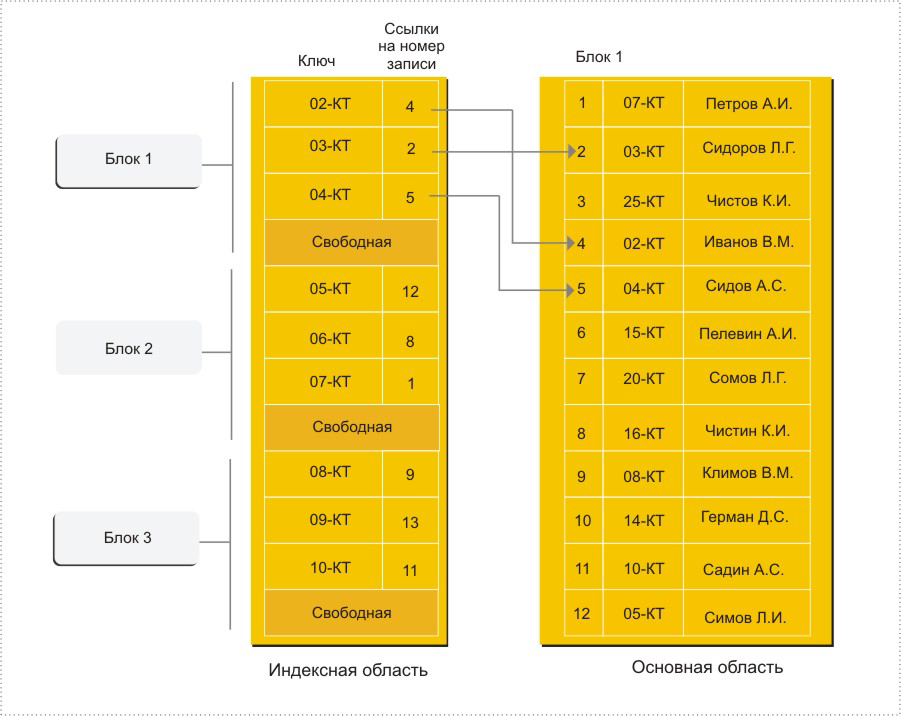 Ссылки
на номер
записи
Ключ
Блок 1
Блок 1
Блок 2
Блок 3
02-КТ 4
03-КТ 2
04-КТ 5
Свободная
05-КТ 12
06-КТ 8
07-КТ 1
Свободная
08-КТ 9
09-КТ 13
10-КТ 11
Свободная
Индексная область
1 07-КТ Петров А.И.
2 03-КТ Сидоров Л.Г.
3 25-КТ Чистов К.И.
4 02-КТ Иванов В.М.
5 04-КТ Сидов А.С.
6 15-КТ Пелевин А.И.
7 20-КТ Сомов Л.Г.
8 16-КТ Чистин К.И.
9 08-КТ Климов В.М.
10 14-КТ Герман Д.С.
11 10-КТ Садин А.С.
12 05-КТ Симов Л.И.
Основная область